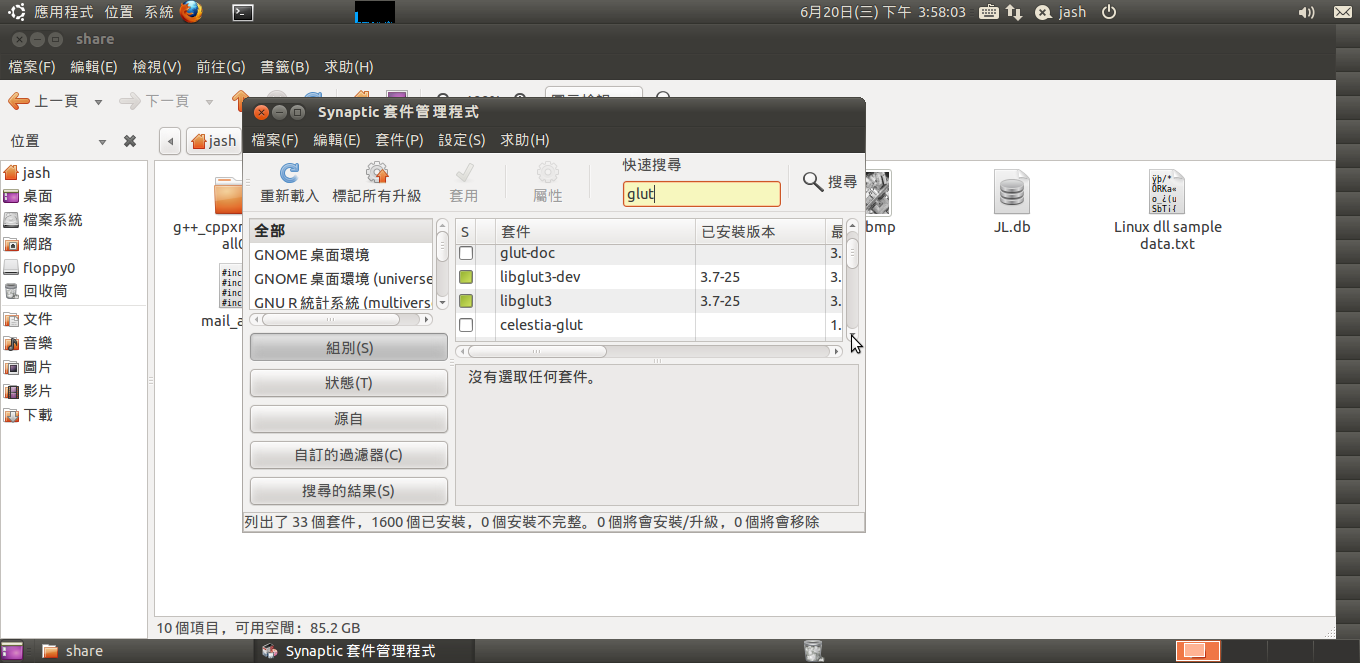 應用程式 位置 系統 6月20日(三) 下午 3:58:03 jash
share
檔案(F) 編輯(E) 檢視(V) 前往(G) 書籤(B) 求助(H)
上一頁 下一頁
位置 jash
jash
桌面
檔案系統
網路
floppy0
回收筒
文件
音樂
圖片
影片
下載
mail_a
bmp
JL.db
Linux dll sample
data.txt
Synaptic 套件管理程式
檔案(F) 編輯(E) 套件(P) 設定(S) 求助(H)
重新載入 標記所有升級 套用 屬性 快速搜尋 搜尋
glut
全部
GNOME 桌面環境
GNOME 桌面環境 (universe
GNU R 統計系統 (multivers
組別(S)
狀態(T)
源自
自訂的過濾器(C)
搜尋的結果(S)
S 套件 已安裝版本 最
glut-doc 3.
libglut3-dev 3.7-25 3.
libglut3 3.7-25 3.
celestia-glut 1.
沒有選取任何套件。
列出了 33 個套件，1600 個已安裝，0 個安裝不完整。0 個將會安裝/升級，0 個將會移除
10 個項目，可用空間：85.2 GB
share Synaptic 套件管理程式